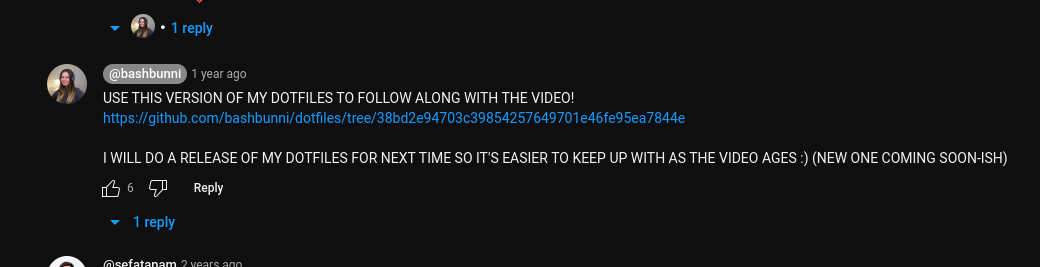 • 1 reply
@bashbunni 1 year ago
USE THIS VERSION OF MY DOTFILES TO FOLLOW ALONG WITH THE VIDEO!
https://github.com/bashbunni/dotfiles/tree/38bd2e94703c39854257649701e46fe95ea7844e
I WILL DO A RELEASE OF MY DOTFILES FOR NEXT TIME SO IT'S EASIER TO KEEP UP WITH AS THE VIDEO AGES :) (NEW ONE COMING SOON-ISH)
6 Reply
1 reply
@sefatanam 2 years ago